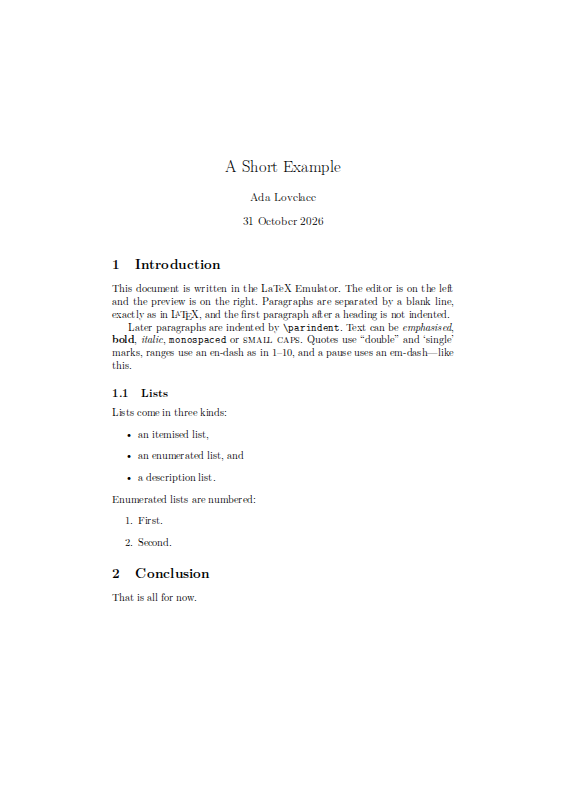 A Short Example
Ada Lovelace
31 October 2026
1 Introduction
This document is written in the LaTeX Emulator. The editor is on the left
and the preview is on the right. Paragraphs are separated by a blank line,
exactly as in LATEX, and the first paragraph after a heading is not indented.
Later paragraphs are indented by \parindent. Text can be emphasised,
bold, italic, monospaced or SMALL CAPS. Quotes use “double” and ‘single’
marks, ranges use an en-dash as in 1–10, and a pause uses an em-dash—like
this.
1.1 Lists
Lists come in three kinds:
• an itemised list,
• an enumerated list, and
• a description list.
Enumerated lists are numbered:
1. First.
2. Second.
2 Conclusion
That is all for now.